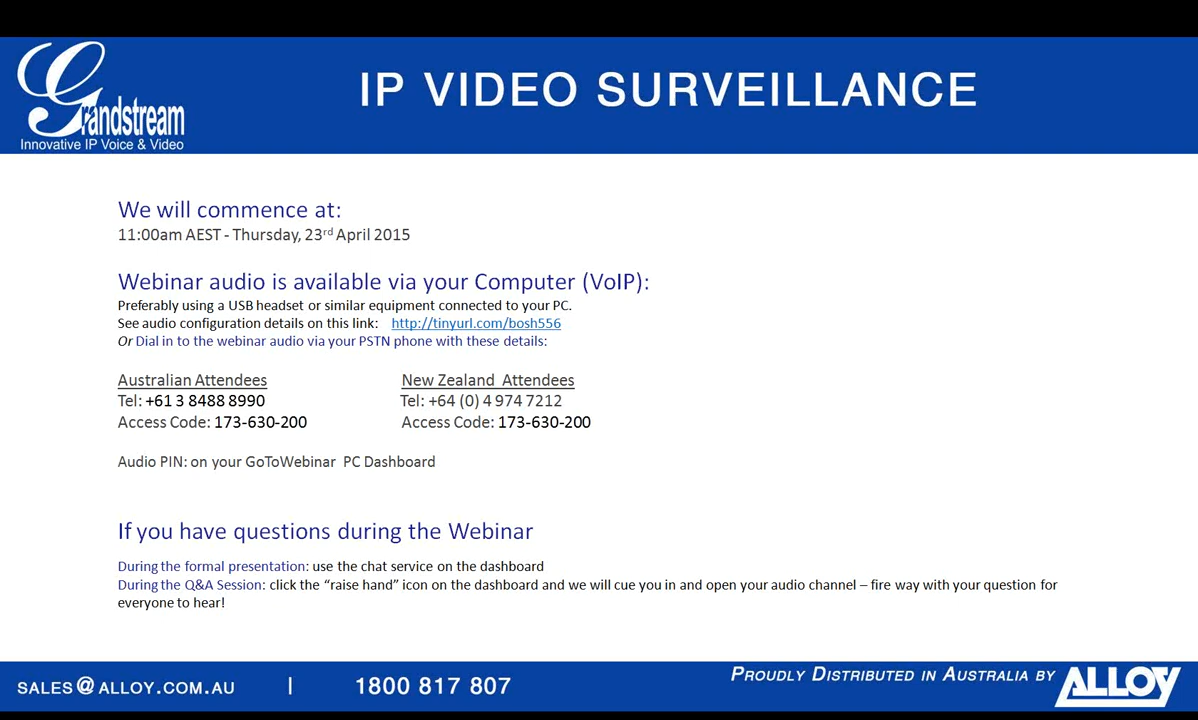 Grandstream
Innovative IP Voice & Video
IP VIDEO SURVEILLANCE
We will commence at:
11:00am AEST - Thursday, 23rd April 2015
Webinar audio is available via your Computer (VoIP):
Preferably using a USB headset or similar equipment connected to your PC.
See audio configuration details on this link: http://tinyurl.com/bosh556
Or Dial in to the webinar audio via your PSTN phone with these details:
Australian Attendees New Zealand Attendees
Tel: +61 3 8488 8990 Tel: +64 (0) 4 974 7212
Access Code: 173-630-200 Access Code: 173-630-200
Audio PIN: on your GoToWebinar PC Dashboard
If you have questions during the Webinar
During the formal presentation: use the chat service on the dashboard
During the Q&A Session: click the “raise hand” icon on the dashboard and we will cue you in and open your audio channel – fire way with your question for
everyone to hear!
SALES@ALLOY.COM.AU | 1800 817 807 PROUDLY DISTRIBUTED IN AUSTRALIA BY ALLOY